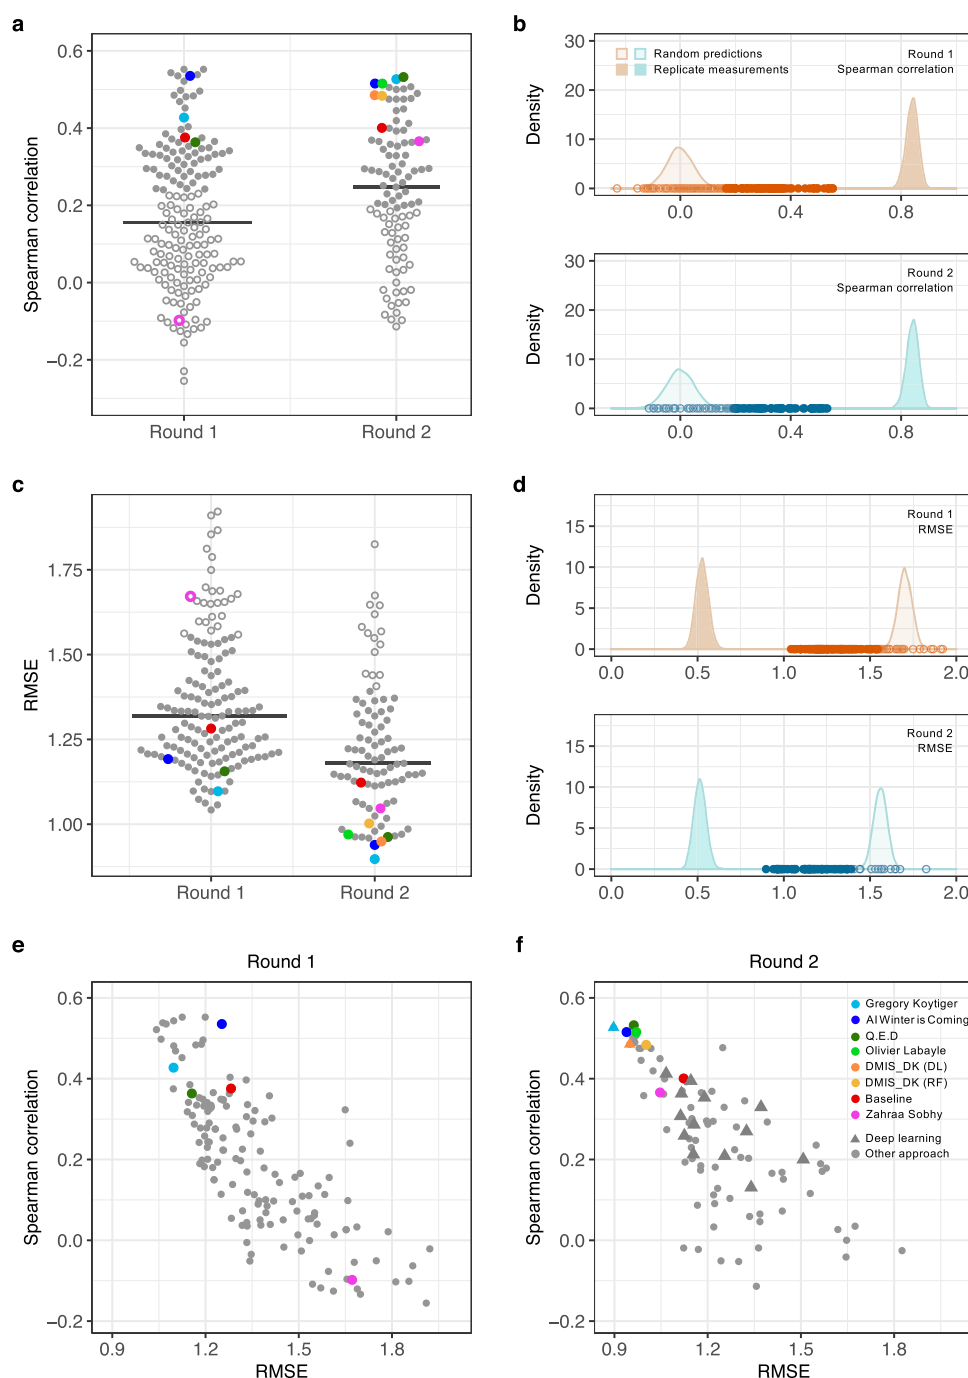 a
0.6
0.4
0.2
0.0
−0.2
Spearman correlation
Round 1
Round 2
b
30
20
10
0
Density
Random predictions
Replicate measurements
Round 1
Spearman correlation
0.0
0.4
0.8
30
20
10
0
Density
Round 2
Spearman correlation
0.0
0.4
0.8
c
1.75
1.50
1.25
1.00
RMSE
Round 1
Round 2
d
15
10
5
0
Density
Round 1
RMSE
0.0
0.5
1.0
1.5
2.0
15
10
5
0
Density
Round 2
RMSE
0.0
0.5
1.0
1.5
2.0
e
Round 1
0.6
0.4
0.2
0.0
−0.2
Spearman correlation
0.9
1.2
1.5
1.8
RMSE
f
Round 2
0.6
0.4
0.2
0.0
−0.2
Spearman correlation
Gregory Koytiger
AI Winter is Coming
Q.E.D
Olivier Labayle
DMIS_DK (DL)
DMIS_DK (RF)
Baseline
Zahraa Sobhy
Deep learning
Other approach
0.9
1.2
1.5
1.8
RMSE